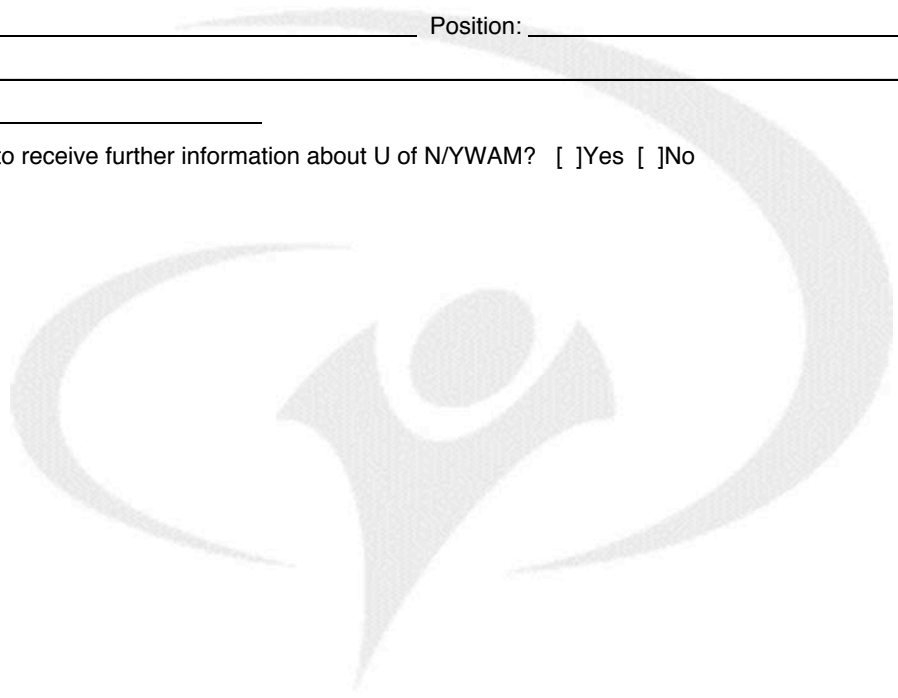 Position:
to receive further information about U of N/YWAM? [ ]Yes [ ]No